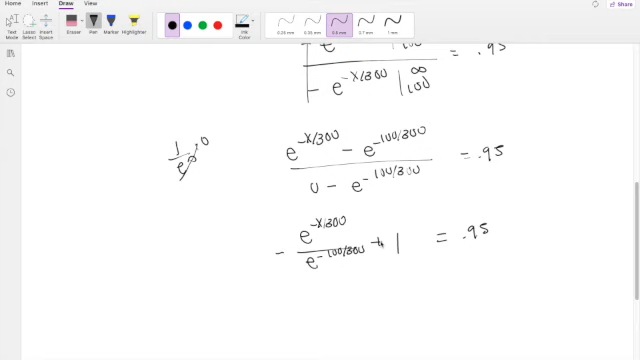 Home Insert Draw View Share
Text Mode Lasso Select Insert Space Eraser Pen Marker Highlighter Black Ink Color 0.25 mm 0.35 mm 0.5 mm 0.7 mm 1 mm
- e | 100 = .95
- e^-x/300 | ∞ 100
1/e^∞ → 0
e^-x/300 - e^-100/300 / 0 - e^-100/300 = .95
- e^-x/300 / e^-100/300 + 1 = .95